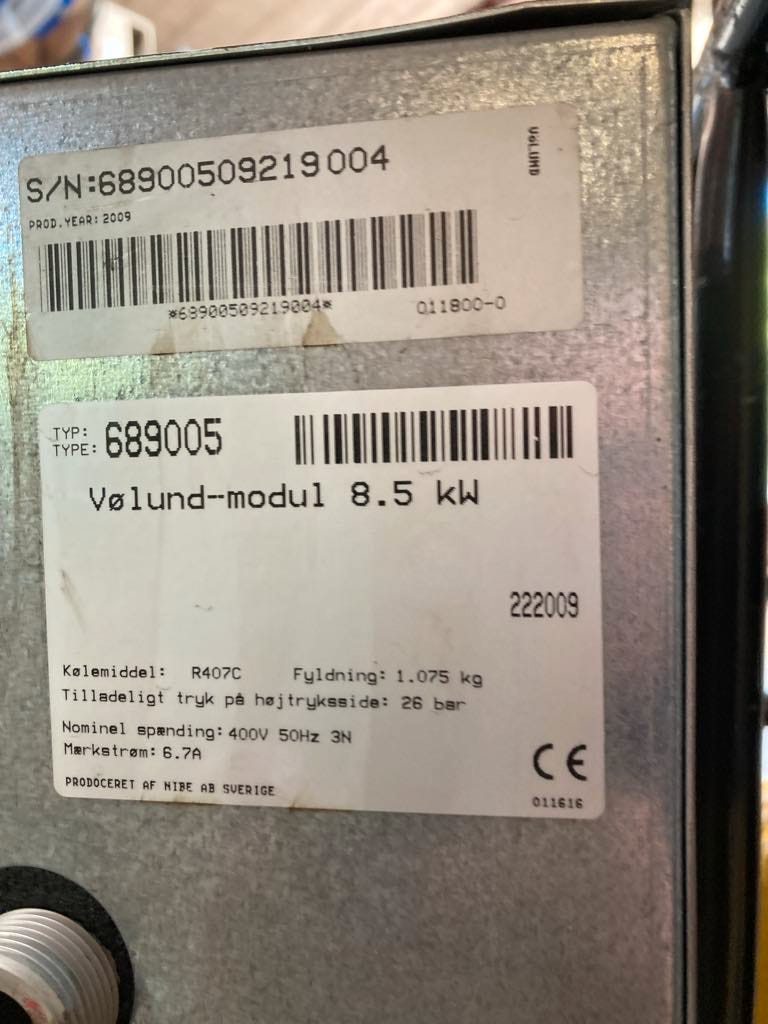 S/N:68900509219004
VØLUND
PROD.YEAR: 2009
*68900509219004*
011800-0
TYP:
TYPE: 689005
Vølund-modul 8.5 kW
222009
Kølemiddel: R407C Fyldning: 1.075 kg
Tilladeligt tryk på højtryksside: 26 bar
Nominel spænding: 400V 50Hz 3N
Mærkstrøm: 6.7A
CE
PRODOCERET AF NIBE AB SVERIGE
011616